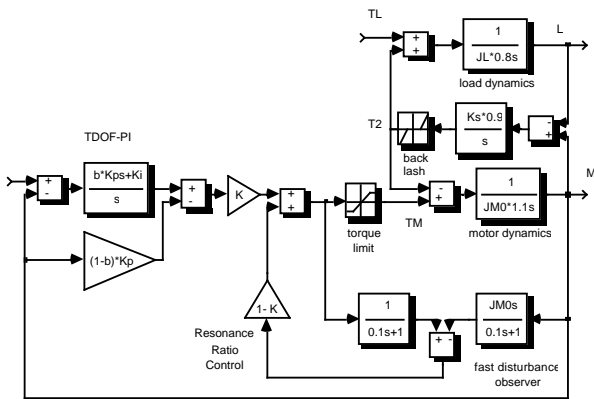 TL
+
+
1
JL*0.8s
load dynamics
L
T2
back
lash
Ks*0.9
s
-
+
TDOF-PI
+
-
b*Kps+Ki
s
+
-
K
+
+
torque
limit
TM
-
+
1
JM0*1.1s
motor dynamics
M
(1-b)*Kp
1- K
Resonance
Ratio
Control
1
0.1s+1
+ -
JM0s
0.1s+1
fast disturbance
observer